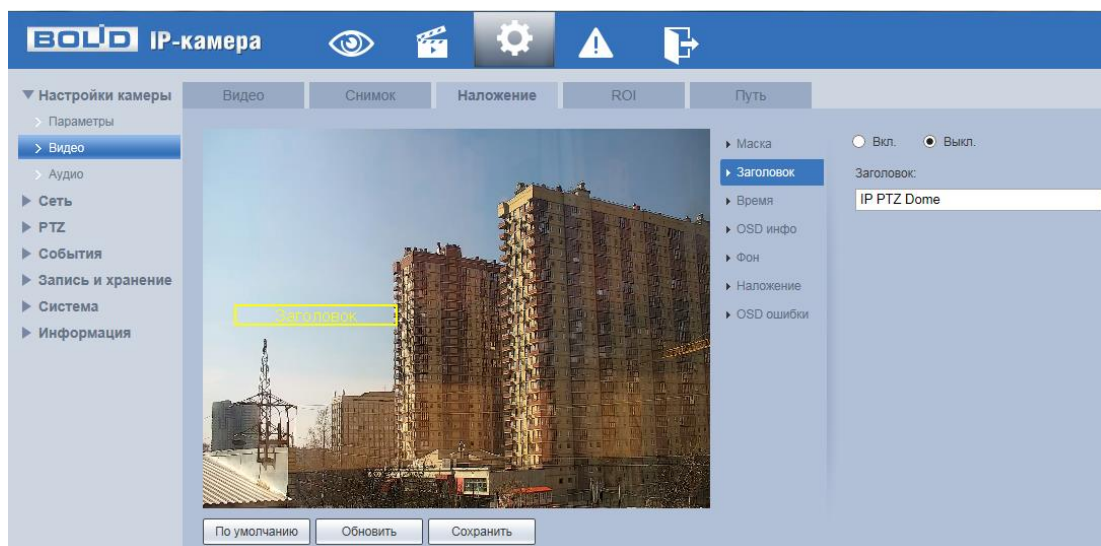 BOLID IP-камера
Настройки камеры
Параметры
Видео
Аудио
Сеть
PTZ
События
Запись и хранение
Система
Информация
Видео Снимок Наложение ROI Путь
Заголовок
Маска
Заголовок
Время
OSD инфо
Фон
Наложение
OSD ошибки
Вкл. Выкл.
Заголовок:
IP PTZ Dome
По умолчанию Обновить Сохранить